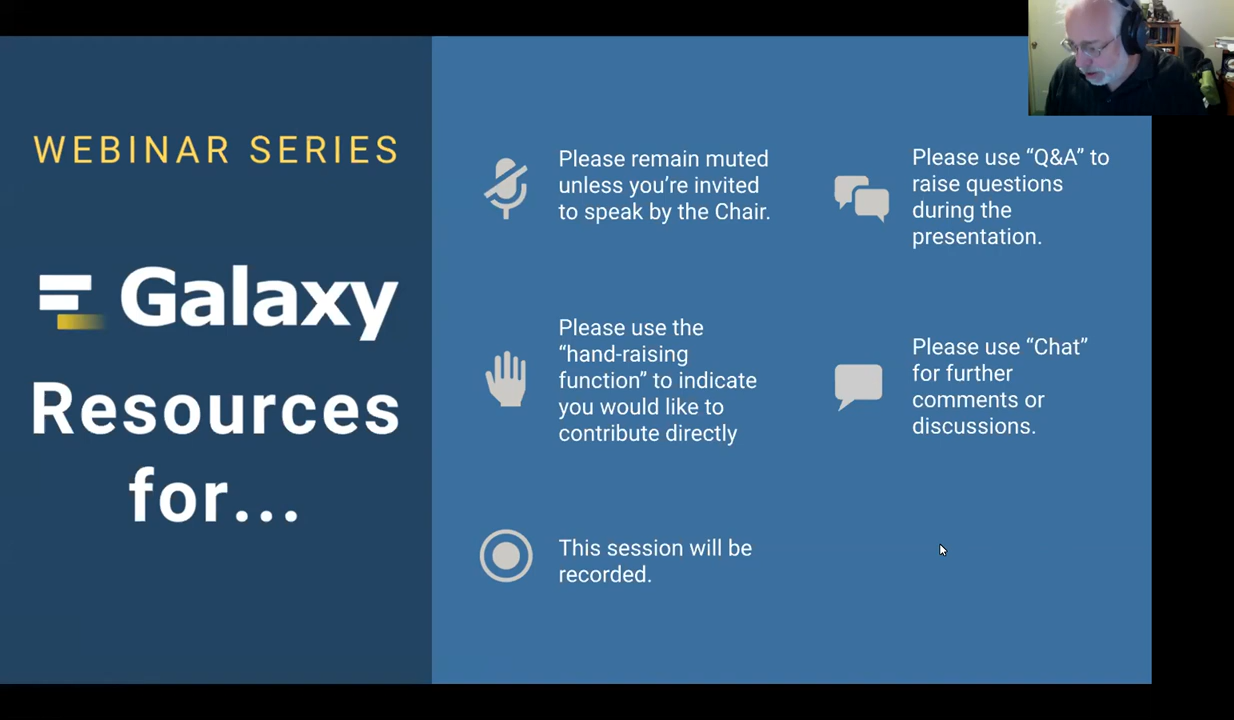 WEBINAR SERIES
Galaxy
Resources
for...
Please remain muted
unless you’re invited
to speak by the Chair.
Please use “Q&A” to
raise questions
during the
presentation.
Please use the
“hand-raising
function” to indicate
you would like to
contribute directly
Please use “Chat”
for further
comments or
discussions.
This session will be
recorded.